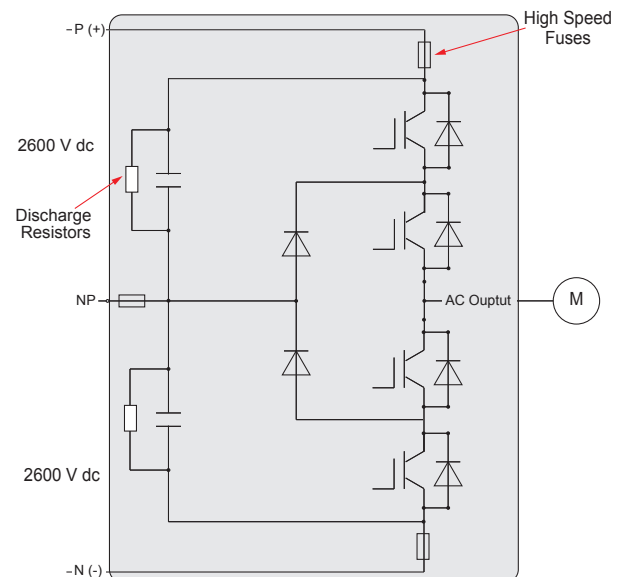 –P (+)
High Speed
Fuses
2600 V dc
Discharge
Resistors
NP
AC Ouptut
M
2600 V dc
–N (-)